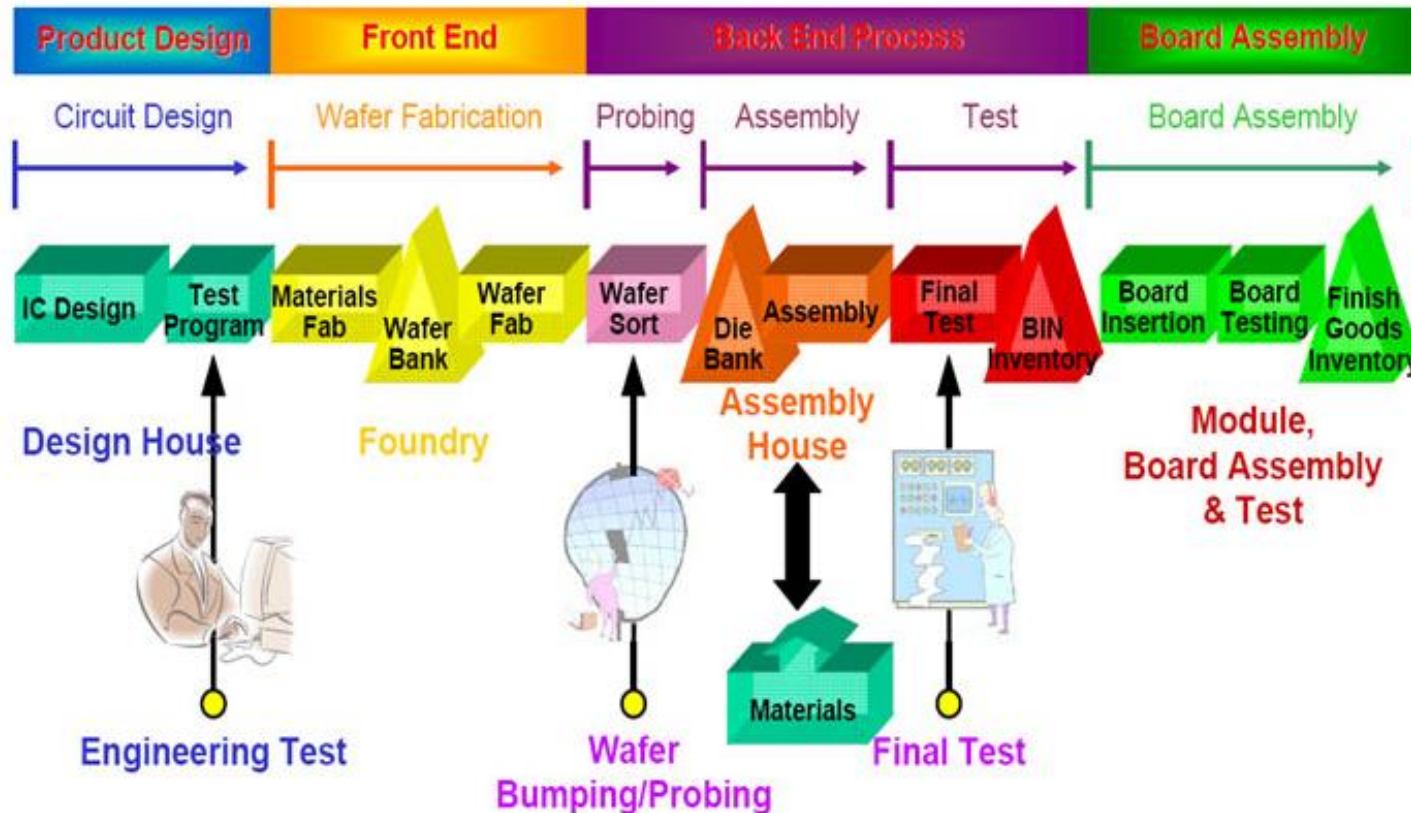 Product Design
Front End
Back End Process
Board Assembly
Circuit Design
Wafer Fabrication
Probing
Assembly
Test
Board Assembly
IC Design
Test
Program
Materials
Fab
Wafer
Bank
Wafer
Fab
Wafer
Sort
Die
Bank
Assembly
Final
Test
BIN
Inventory
Board
Insertion
Board
Testing
Finish
Goods
Inventory
Design House
Foundry
Assembly
House
Module,
Board Assembly
& Test
Materials
Engineering Test
Wafer
Bumping/Probing
Final Test